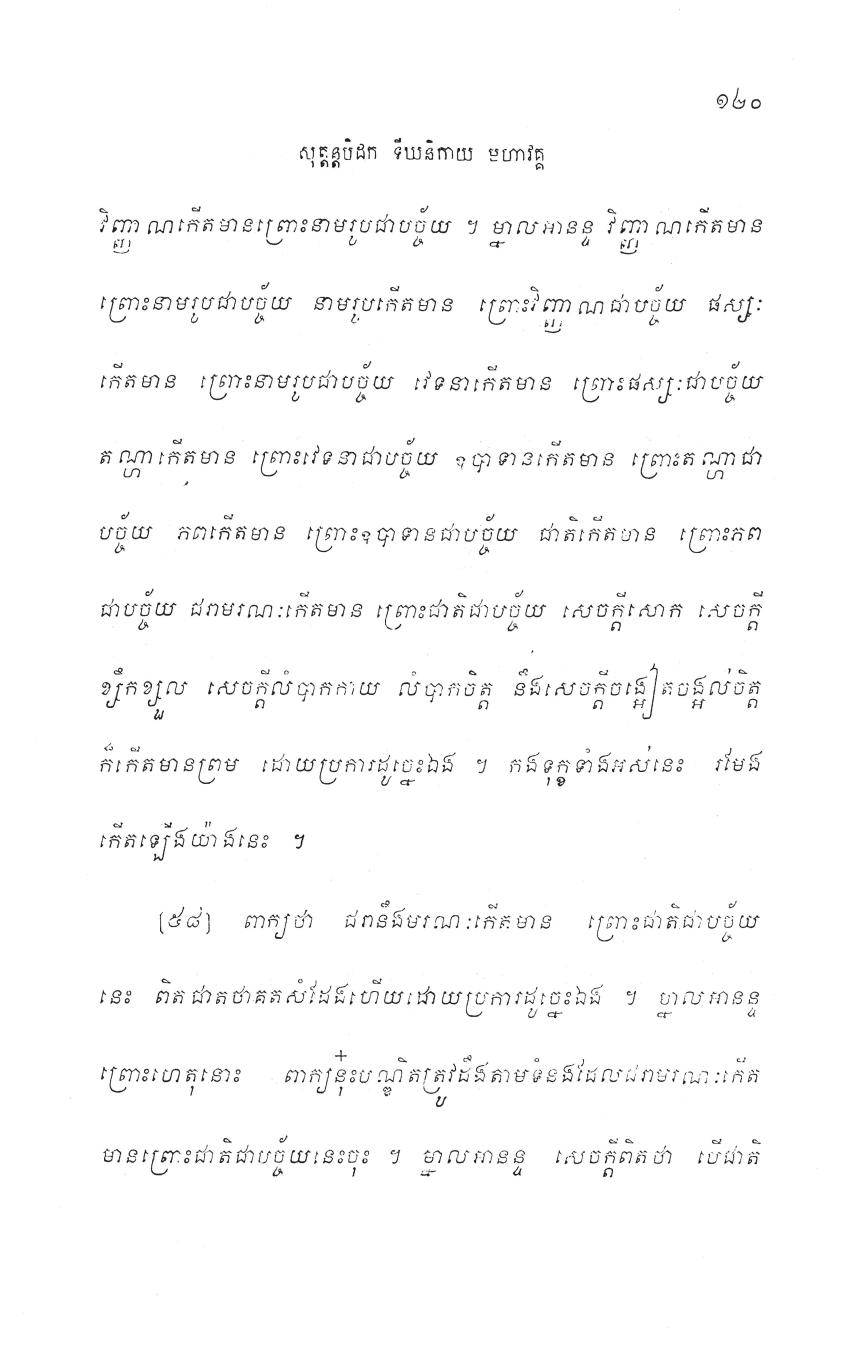 ១២០
សុត្តន្តបិដក ទីឃនិកាយ មហាវគ្គ
វិញ្ញាណកើតមានព្រោះនាមរូបជាបច្ច័យ ។ ម្នាលអានន្ទ វិញ្ញាណកើតមាន
ព្រោះនាមរូបជាបច្ច័យ នាមរូបកើតមាន ព្រោះវិញ្ញាណជាបច្ច័យ ផស្សៈ
កើតមាន ព្រោះនាមរូបជាបច្ច័យ វេទនាកើតមាន ព្រោះផស្សៈជាបច្ច័យ
តណ្ហាកើតមាន ព្រោះវេទនាជាបច្ច័យ ឧបាទានកើតមាន ព្រោះតណ្ហាជា
បច្ច័យ ភពកើតមាន ព្រោះឧបាទានជាបច្ច័យ ជាតិកើតមាន ព្រោះភព
ជាបច្ច័យ ជរាមរណៈកើតមាន ព្រោះជាតិជាបច្ច័យ សេចក្តីសោក សេចក្តី
ខ្សឹកខ្សួល សេចក្តីលំបាកកាយ លំបាកចិត្ត នឹងសេចក្តីចង្អៀតចង្អល់ចិត្ត
ក៏កើតមានព្រម ដោយប្រការដូច្នេះឯង ។ កងទុក្ខទាំងអស់នេះ រមែង
កើតឡើងយ៉ាងនេះ ។
[៥៨] ពាក្យថា ជរានឹងមរណៈកើតមាន ព្រោះជាតិជាបច្ច័យ
នេះ ពិតជាតថាគតសំដែងហើយដោយប្រការដូច្នេះឯង ។ ម្នាលអានន្ទ
ព្រោះហេតុនោះ ពាក្យនុ៎ះបណ្ឌិតត្រូវដឹងតាមទំនងដែលជរាមរណៈកើត
មានព្រោះជាតិជាបច្ច័យនេះចុះ ។ ម្នាលអានន្ទ សេចក្តីពិតថា បើជាតិ